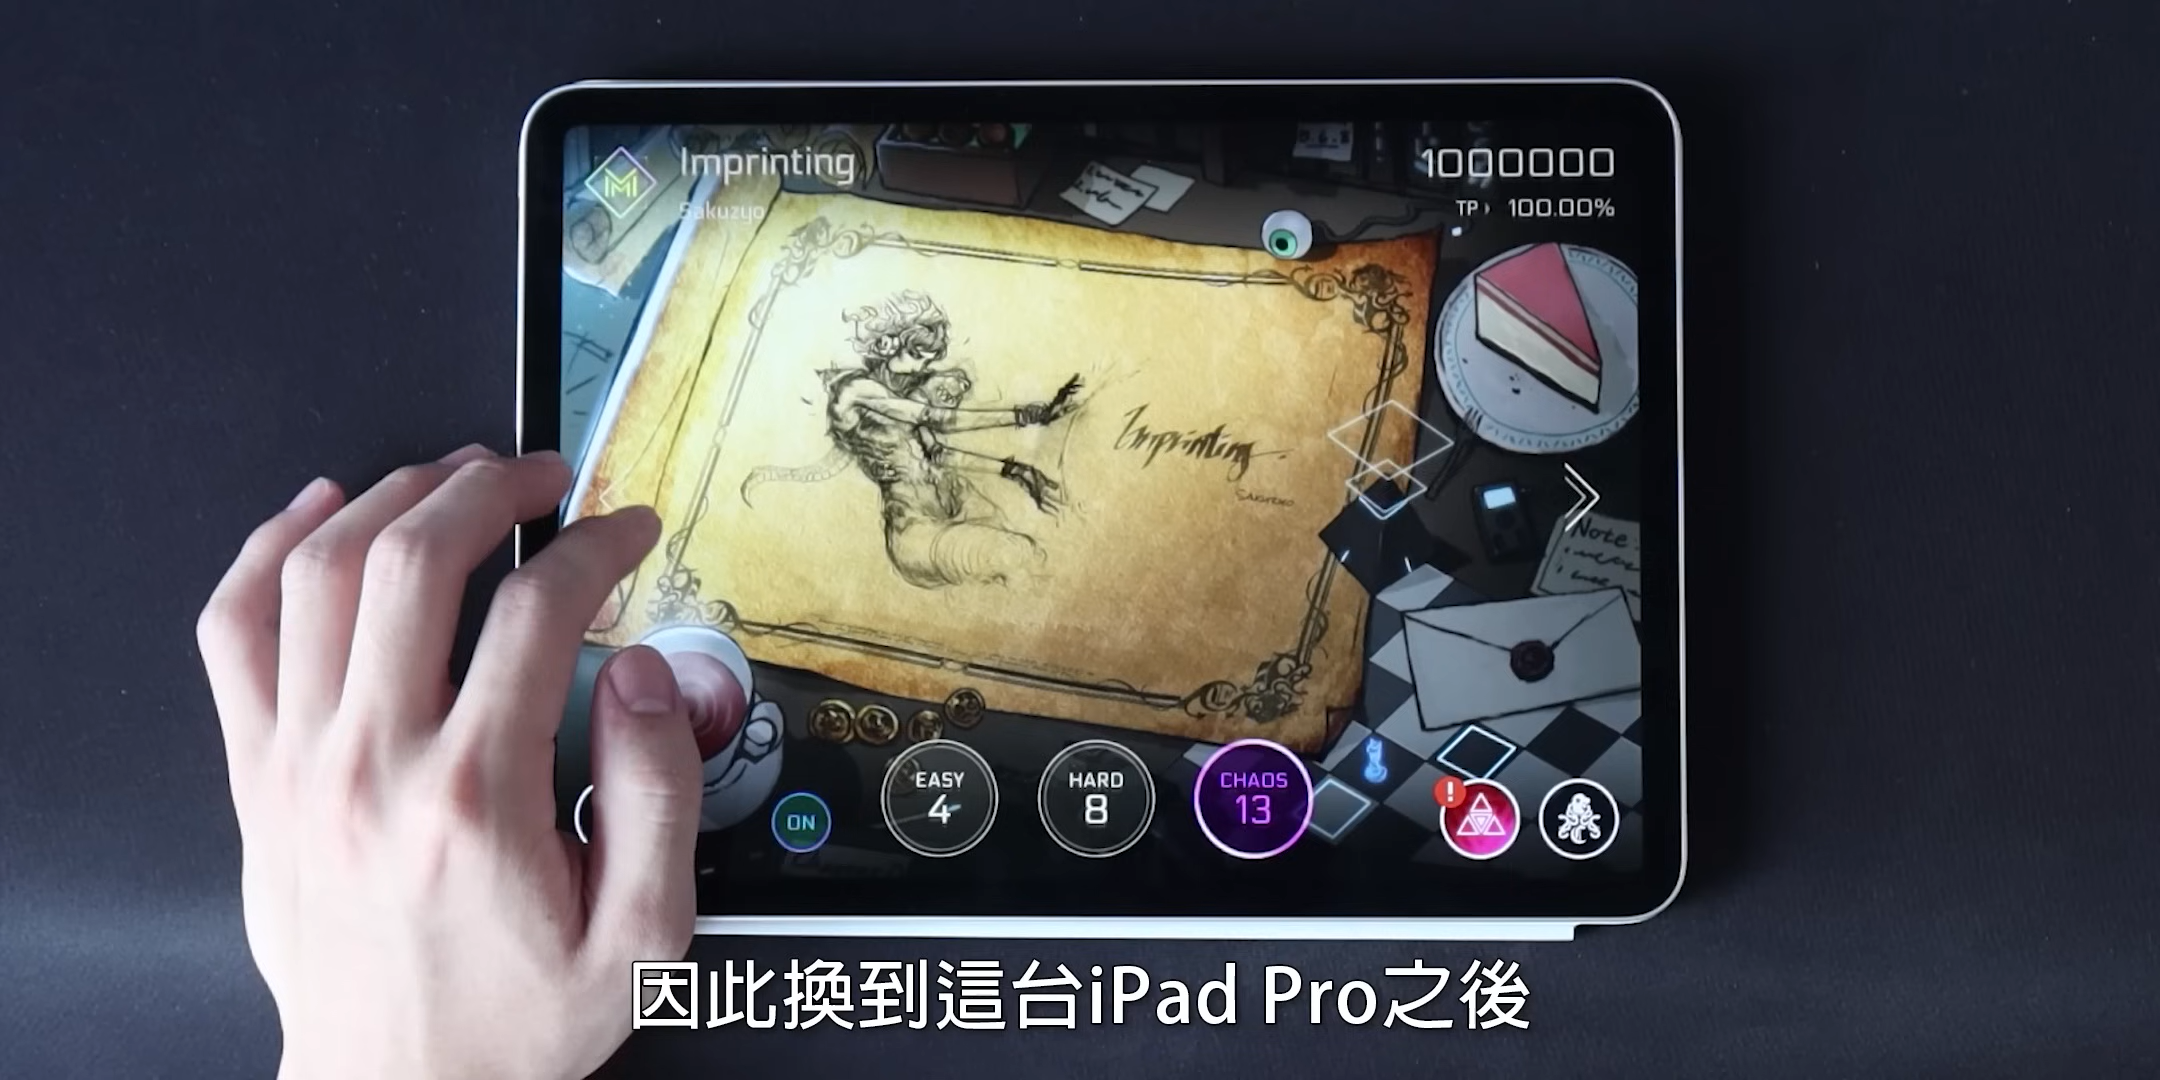 Imprinting
Sakuzyo
1000000
TP 100.00%
Imprinting
Note
ON
EASY
4
HARD
8
CHAOS
13
!
因此換到這台iPad Pro之後